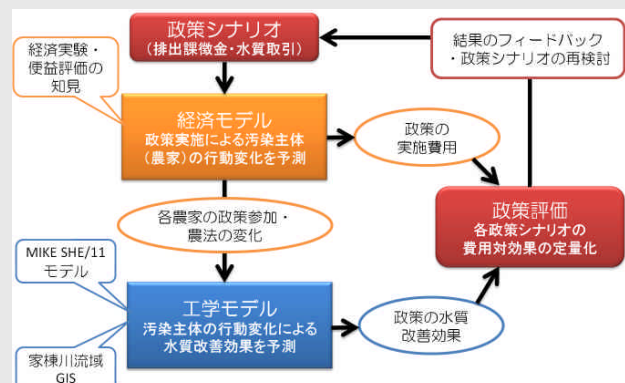 政策シナリオ
(排出課徴金・水質取引)
結果のフィードバック
・政策シナリオの再検討
経済実験・
便益評価の
知見
経済モデル
政策実施による汚染主体
(農家)の行動変化を予測
政策の
実施費用
各農家の政策参加・
農法の変化
政策評価
各政策シナリオの
費用対効果の定量化
MIKE SHE/11
モデル
工学モデル
汚染主体の行動変化による
水質改善効果を予測
政策の水質
改善効果
家棟川流域
GIS